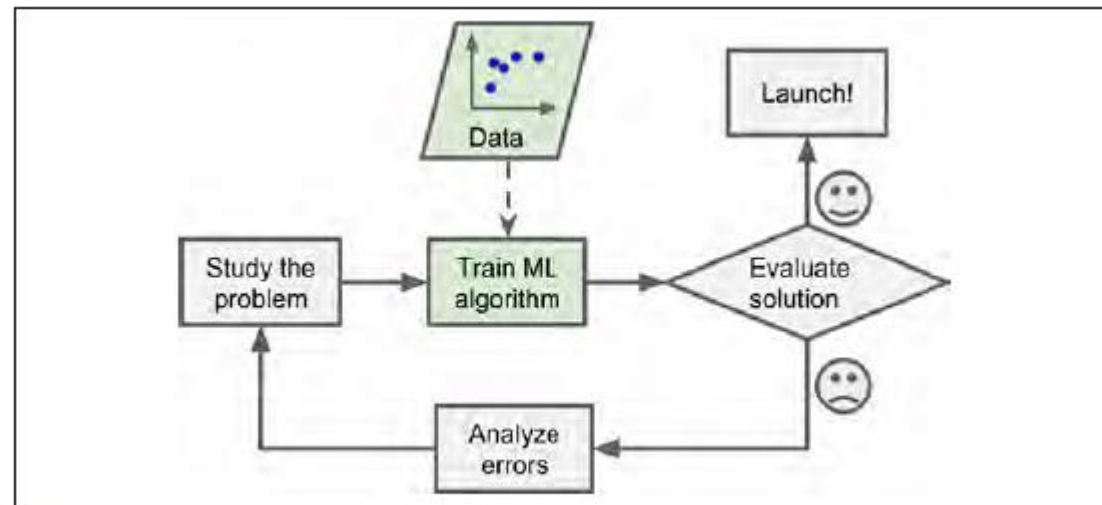 Data
Launch!
Study the
problem
Train ML
algorithm
Evaluate
solution
Analyze
errors